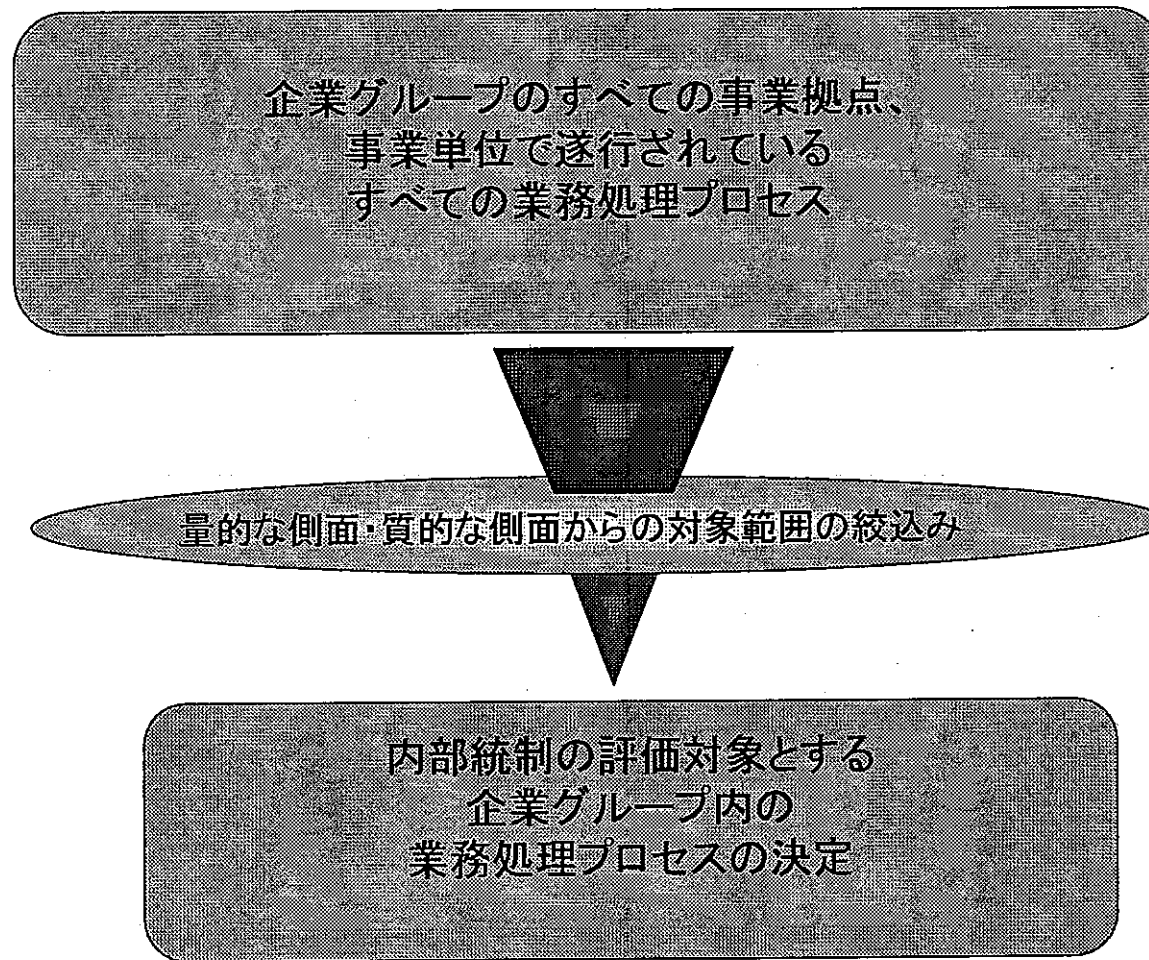 企業グループのすべての事業拠点、
事業単位で遂行されている
すべての業務処理プロセス
量的な側面・質的な側面からの対象範囲の絞込み
内部統制の評価対象とする
企業グループ内の
業務処理プロセスの決定